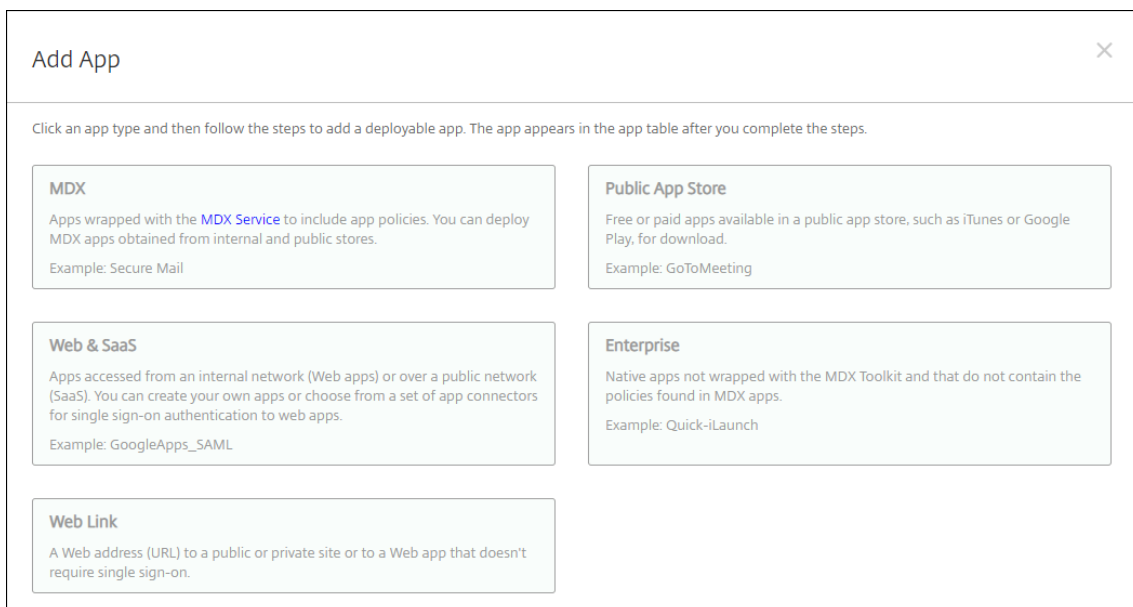 Add App
Click an app type and then follow the steps to add a deployable app. The app appears in the app table after you complete the steps.
MDX
Apps wrapped with the MDX Service to include app policies. You can deploy
MDX apps obtained from internal and public stores.
Example: Secure Mail
Public App Store
Free or paid apps available in a public app store, such as iTunes or Google
Play, for download.
Example: GoToMeeting
Web & SaaS
Apps accessed from an internal network (Web apps) or over a public network
(SaaS). You can create your own apps or choose from a set of app connectors
for single sign-on authentication to web apps.
Example: GoogleApps_SAML
Enterprise
Native apps not wrapped with the MDX Toolkit and that do not contain the
policies found in MDX apps.
Example: Quick-iLaunch
Web Link
A Web address (URL) to a public or private site or to a Web app that doesn't
require single sign-on.